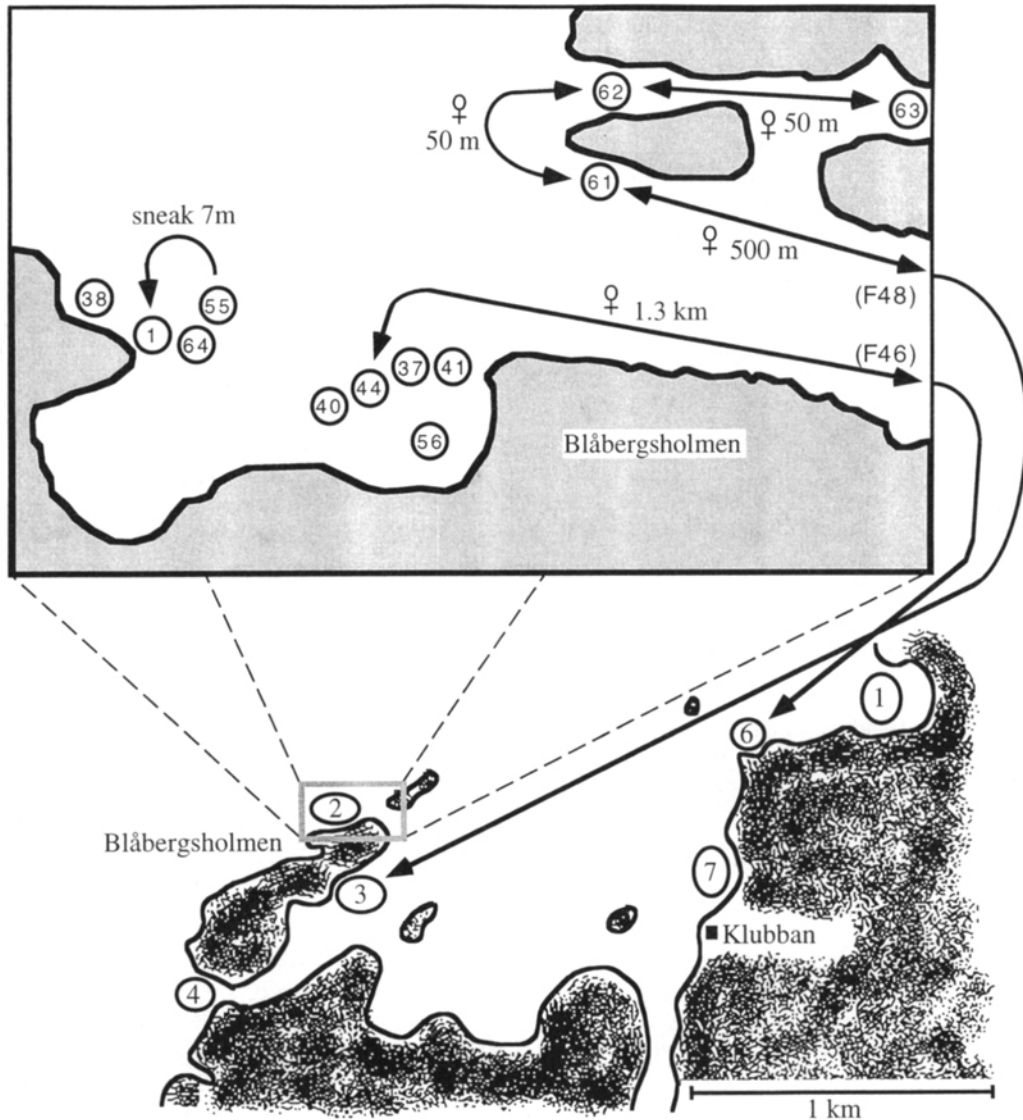 62
63
♀
50 m
♀ 50 m
61
sneak 7m
♀ 500 m
38
55
(F48)
♀ 1.3 km
1
64
(F46)
37
41
44
40
56
Blåbergsholmen
1
6
2
Blåbergsholmen
3
7
Klubban
4
1 km